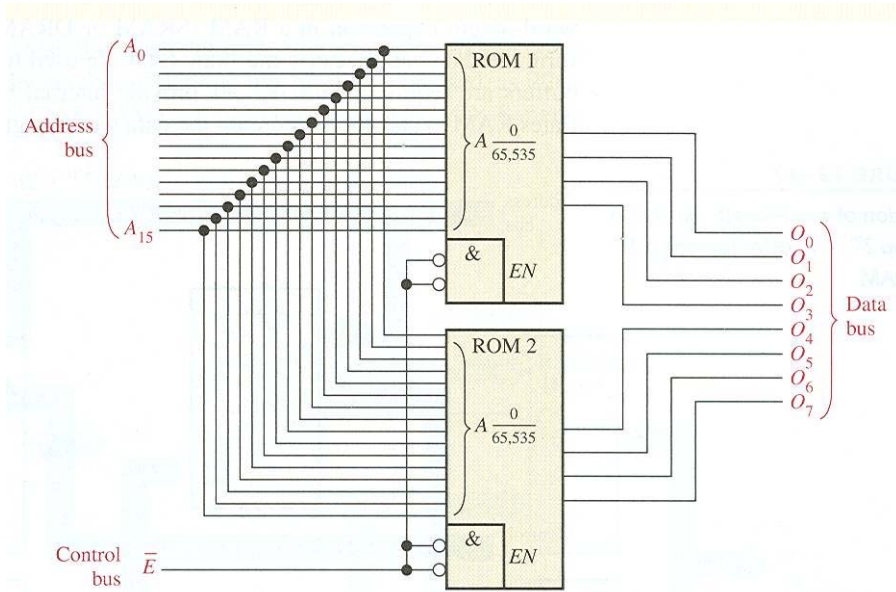 A0
Address
bus
A15
ROM 1
A 0
65,535
&
EN
ROM 2
A 0
65,535
&
EN
O0
O1
O2
O3
O4
O5
O6
O7
Data
bus
Control
bus
E̅